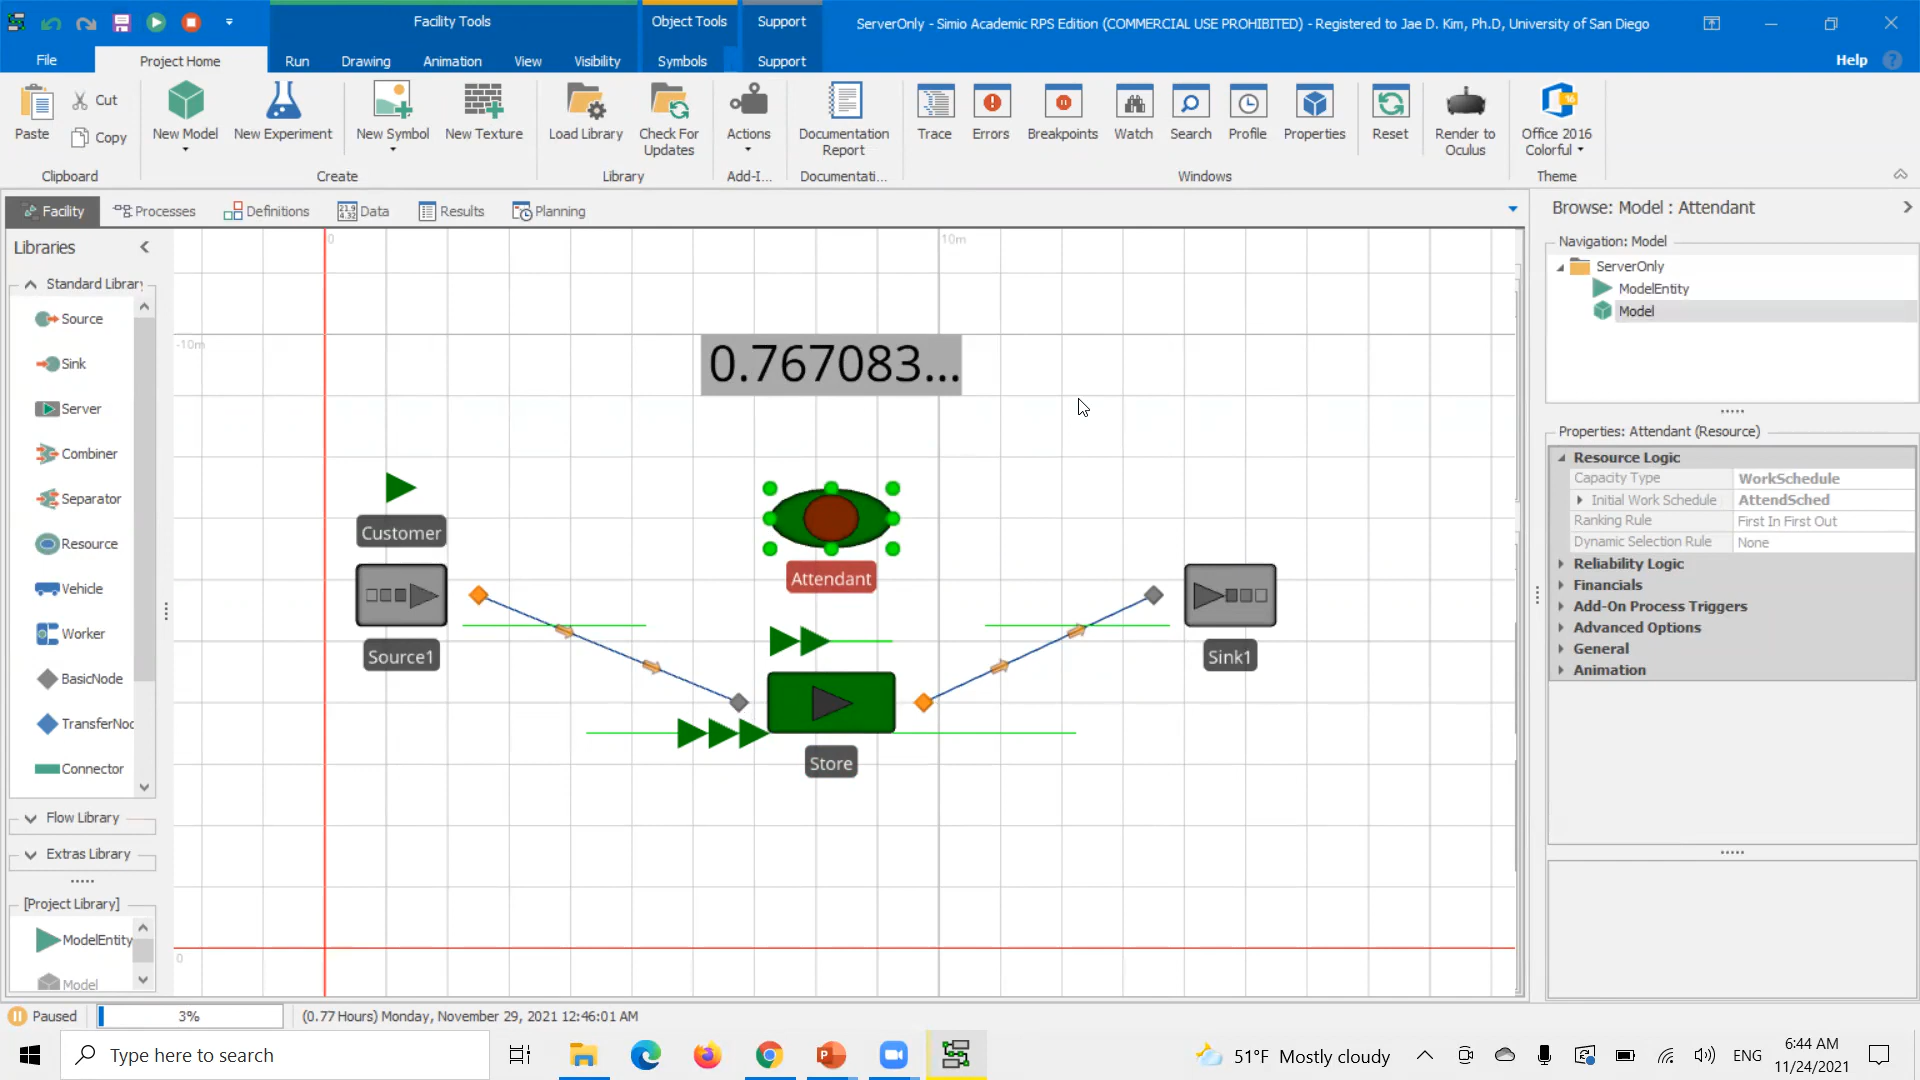 Facility Tools
Object Tools
Support
ServerOnly - Simio Academic RPS Edition (COMMERCIAL USE PROHIBITED) - Registered to Jae D. Kim, Ph.D, University of San Diego
File
Project Home
Run
Drawing
Animation
View
Visibility
Symbols
Support
Help
Paste
Cut
Copy
New Model
New Experiment
New Symbol
New Texture
Load Library
Check For
Updates
Actions
Documentation
Report
Trace
Errors
Breakpoints
Watch
Search
Profile
Properties
Reset
Render to
Oculus
Office 2016
Colorful
Clipboard
Create
Library
Add-I...
Documentati...
Windows
Theme
Facility
Processes
Definitions
Data
Results
Planning
Libraries
Standard Library
Source
Sink
Server
Combiner
Separator
Resource
Vehicle
Worker
BasicNode
TransferNod
Connector
Flow Library
Extras Library
[Project Library]
ModelEntity
Model
0
10m
-10m
0
0.767083...
Customer
Attendant
Source1
Sink1
Store
Browse: Model : Attendant
Navigation: Model
ServerOnly
ModelEntity
Model
Properties: Attendant (Resource)
Resource Logic
Capacity Type WorkSchedule
Initial Work Schedule AttendSched
Ranking Rule First In First Out
Dynamic Selection Rule None
Reliability Logic
Financials
Add-On Process Triggers
Advanced Options
General
Animation
Paused
3%
(0.77 Hours) Monday, November 29, 2021 12:46:01 AM
Type here to search
51°F Mostly cloudy
ENG
6:44 AM
11/24/2021